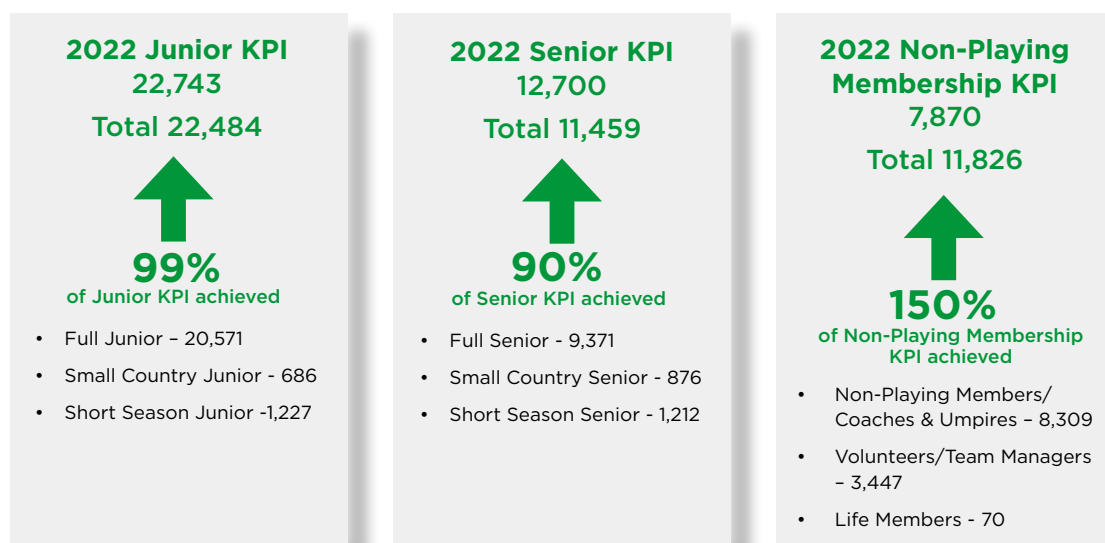 2022 Junior KPI
22,743
Total 22,484
99%
of Junior KPI achieved
• Full Junior – 20,571
• Small Country Junior - 686
• Short Season Junior -1,227
2022 Senior KPI
12,700
Total 11,459
90%
of Senior KPI achieved
• Full Senior - 9,371
• Small Country Senior - 876
• Short Season Senior - 1,212
2022 Non-Playing
Membership KPI
7,870
Total 11,826
150%
of Non-Playing Membership
KPI achieved
• Non-Playing Members/
Coaches & Umpires – 8,309
• Volunteers/Team Managers
– 3,447
• Life Members - 70